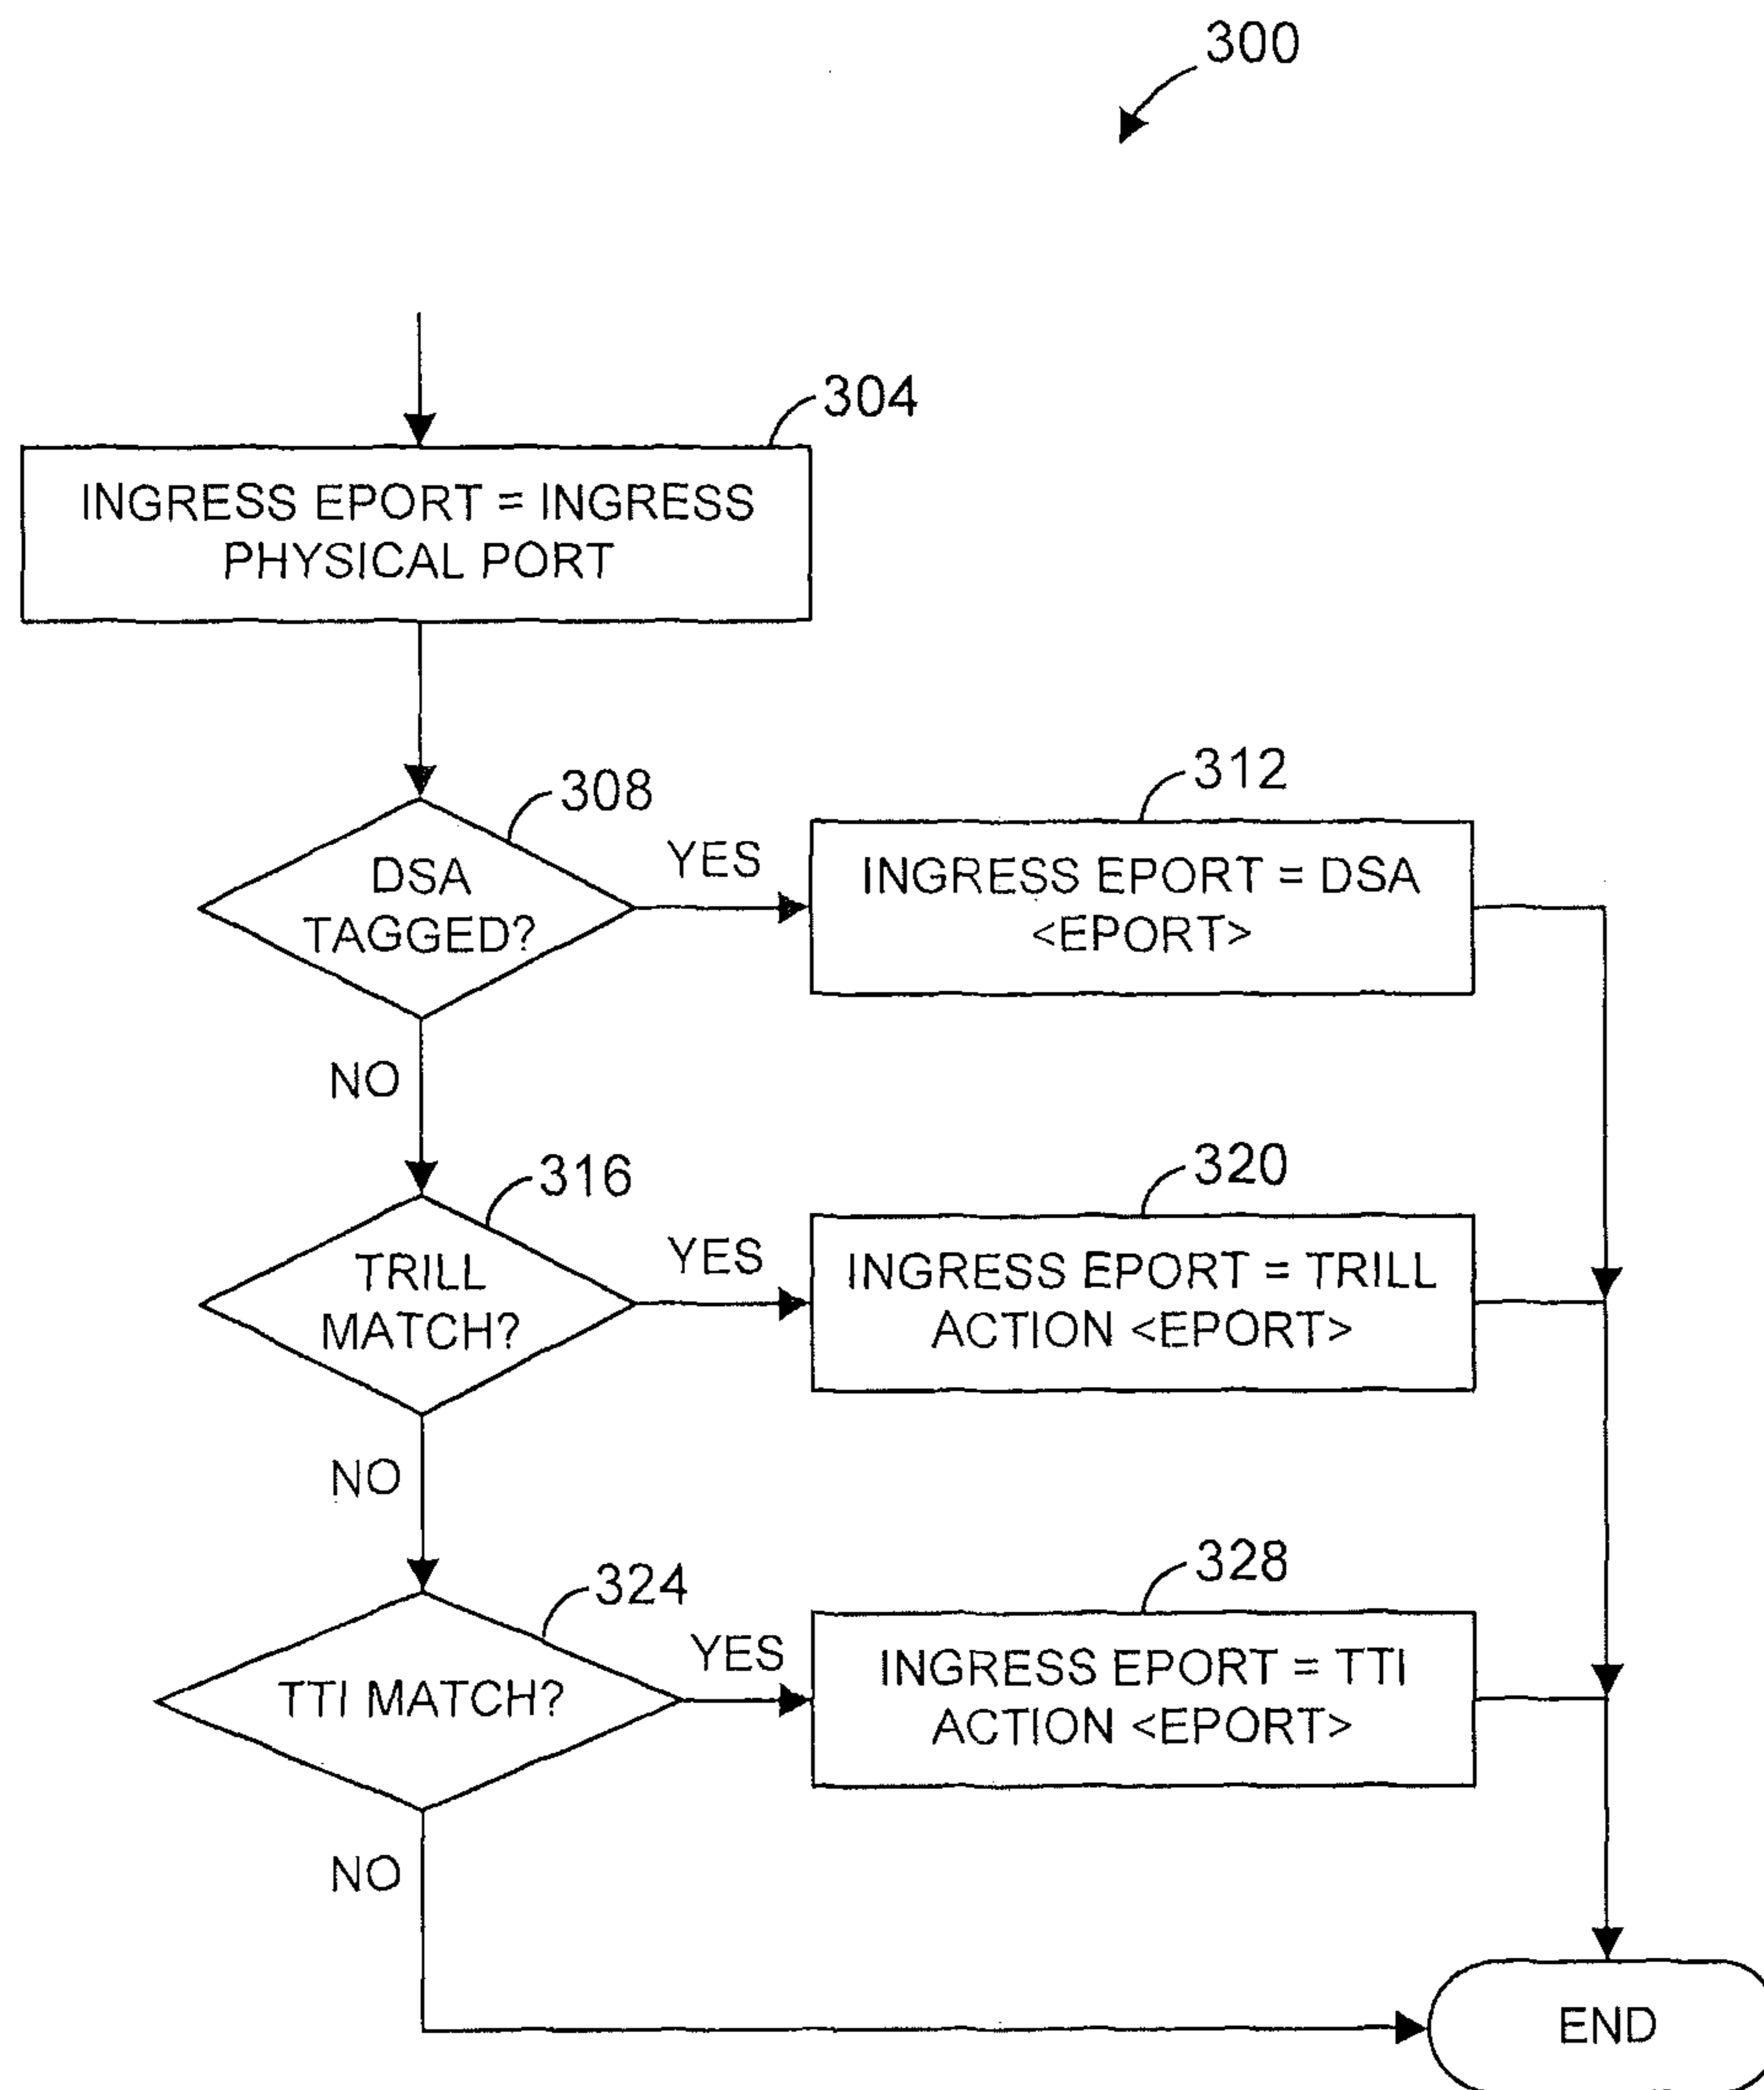 300
304
INGRESS EPORT = INGRESS
PHYSICAL PORT
308
DSA
TAGGED?
YES
312
INGRESS EPORT = DSA
<EPORT>
NO
316
TRILL
MATCH?
YES
320
INGRESS EPORT = TRILL
ACTION <EPORT>
NO
324
TTI MATCH?
YES
328
INGRESS EPORT = TTI
ACTION <EPORT>
NO
END